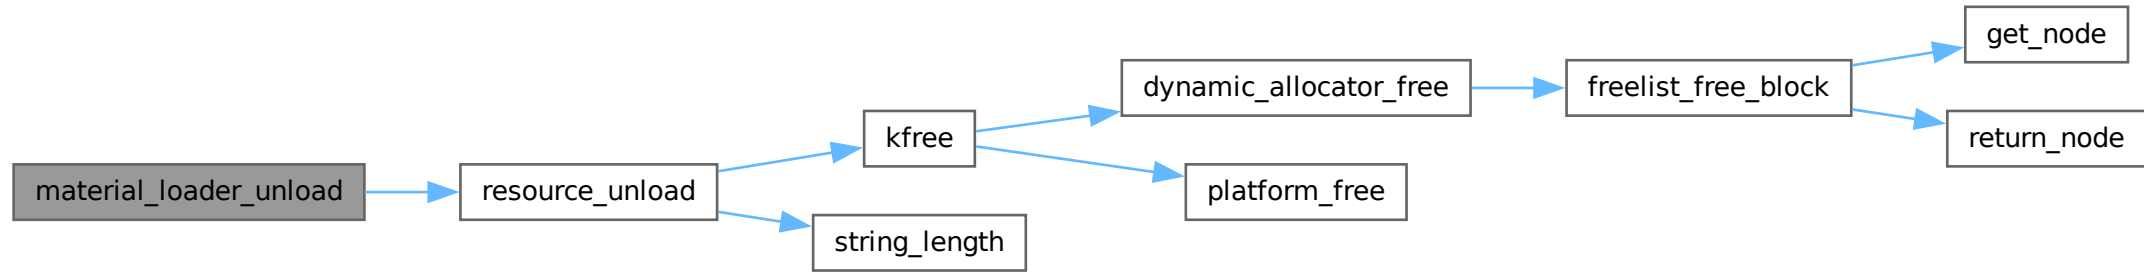 material_loader_unload
resource_unload
kfree
string_length
dynamic_allocator_free
platform_free
freelist_free_block
get_node
return_node